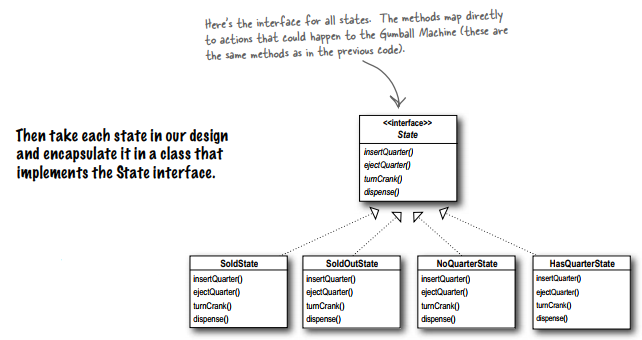 Here's the interface for all states. The methods map directly
to actions that could happen to the Gumball Machine (these are
the same methods as in the previous code).
Then take each state in our design
and encapsulate it in a class that
implements the State interface.
<<interface>>
State
insertQuarter()
ejectQuarter()
turnCrank()
dispense()
SoldState
insertQuarter()
ejectQuarter()
turnCrank()
dispense()
SoldOutState
insertQuarter()
ejectQuarter()
turnCrank()
dispense()
NoQuarterState
insertQuarter()
ejectQuarter()
turnCrank()
dispense()
HasQuarterState
insertQuarter()
ejectQuarter()
turnCrank()
dispense()